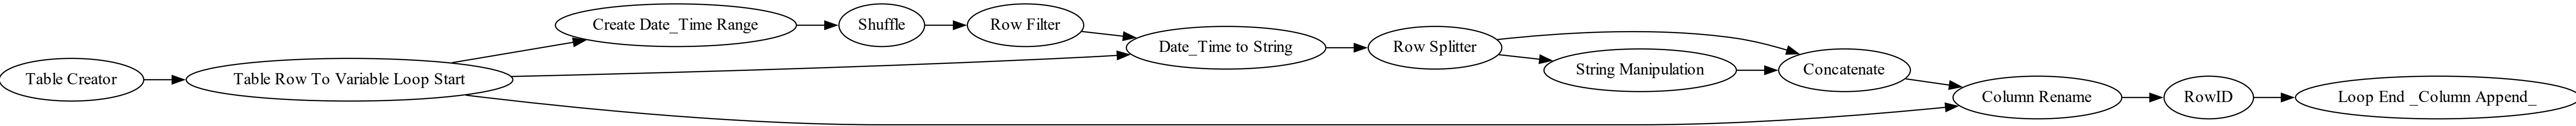 Table Creator
Table Row To Variable Loop Start
Create Date_Time Range
Shuffle
Row Filter
Date_Time to String
Row Splitter
String Manipulation
Concatenate
Column Rename
RowID
Loop End _Column Append_